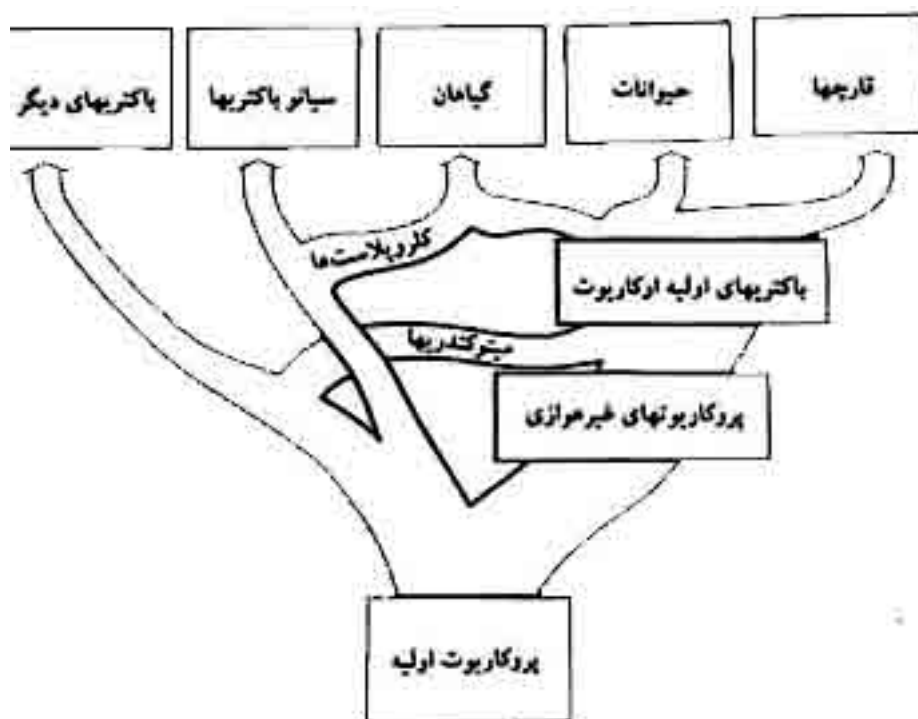 قارچها
حیوانات
گیاهان
سیانو باکتریها
باکتریهای دیگر
کلروپلاست‌ها
باکتریهای اولیه اوکاریوت
میتوکندریها
پروکاریوتهای غیرهوازی
پروکاریوت اولیه